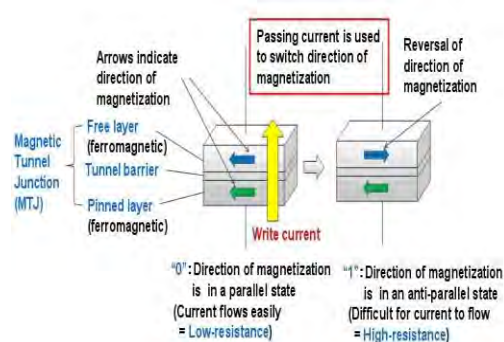 Passing current is used
to switch direction of
magnetization
Arrows indicate
direction of
magnetization
Reversal of
direction of
magnetization
Magnetic
Tunnel
Junction
(MTJ)
Free layer
(ferromagnetic)
Tunnel barrier
Pinned layer
(ferromagnetic)
Write current
"0": Direction of magnetization
is in a parallel state
(Current flows easily
= Low-resistance)
"1": Direction of magnetization
is in an anti-parallel state
(Difficult for current to flow
= High-resistance)